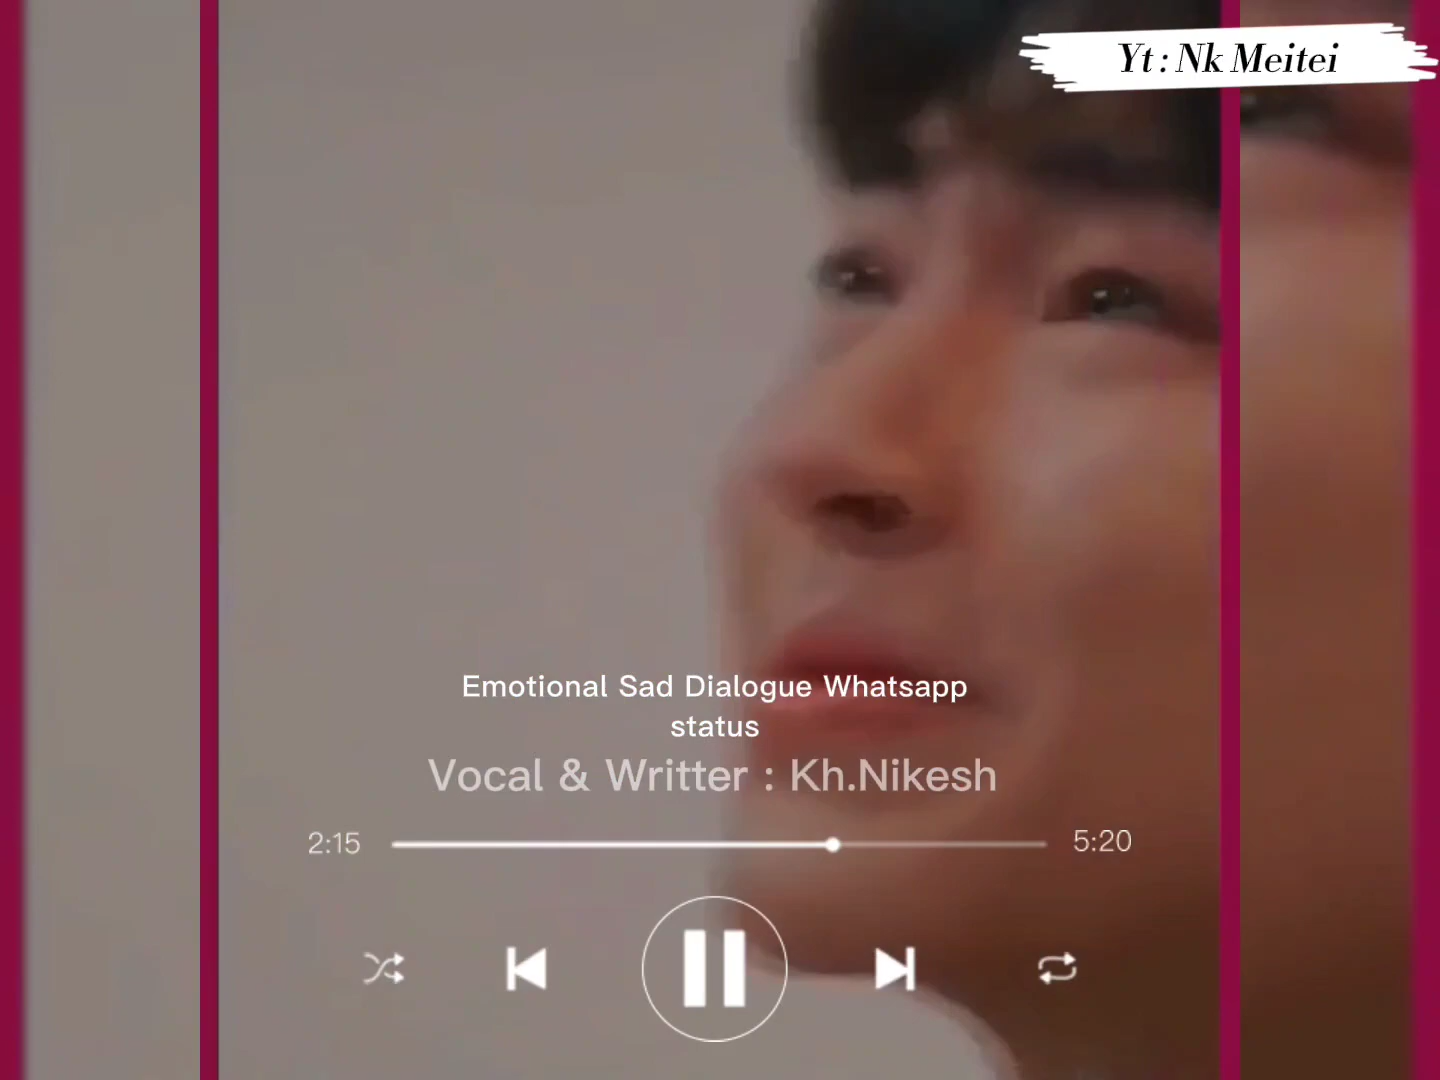 Yt : Nk Meitei
Emotional Sad Dialogue Whatsapp
status
Vocal & Writter : Kh.Nikesh
2:15
5:20